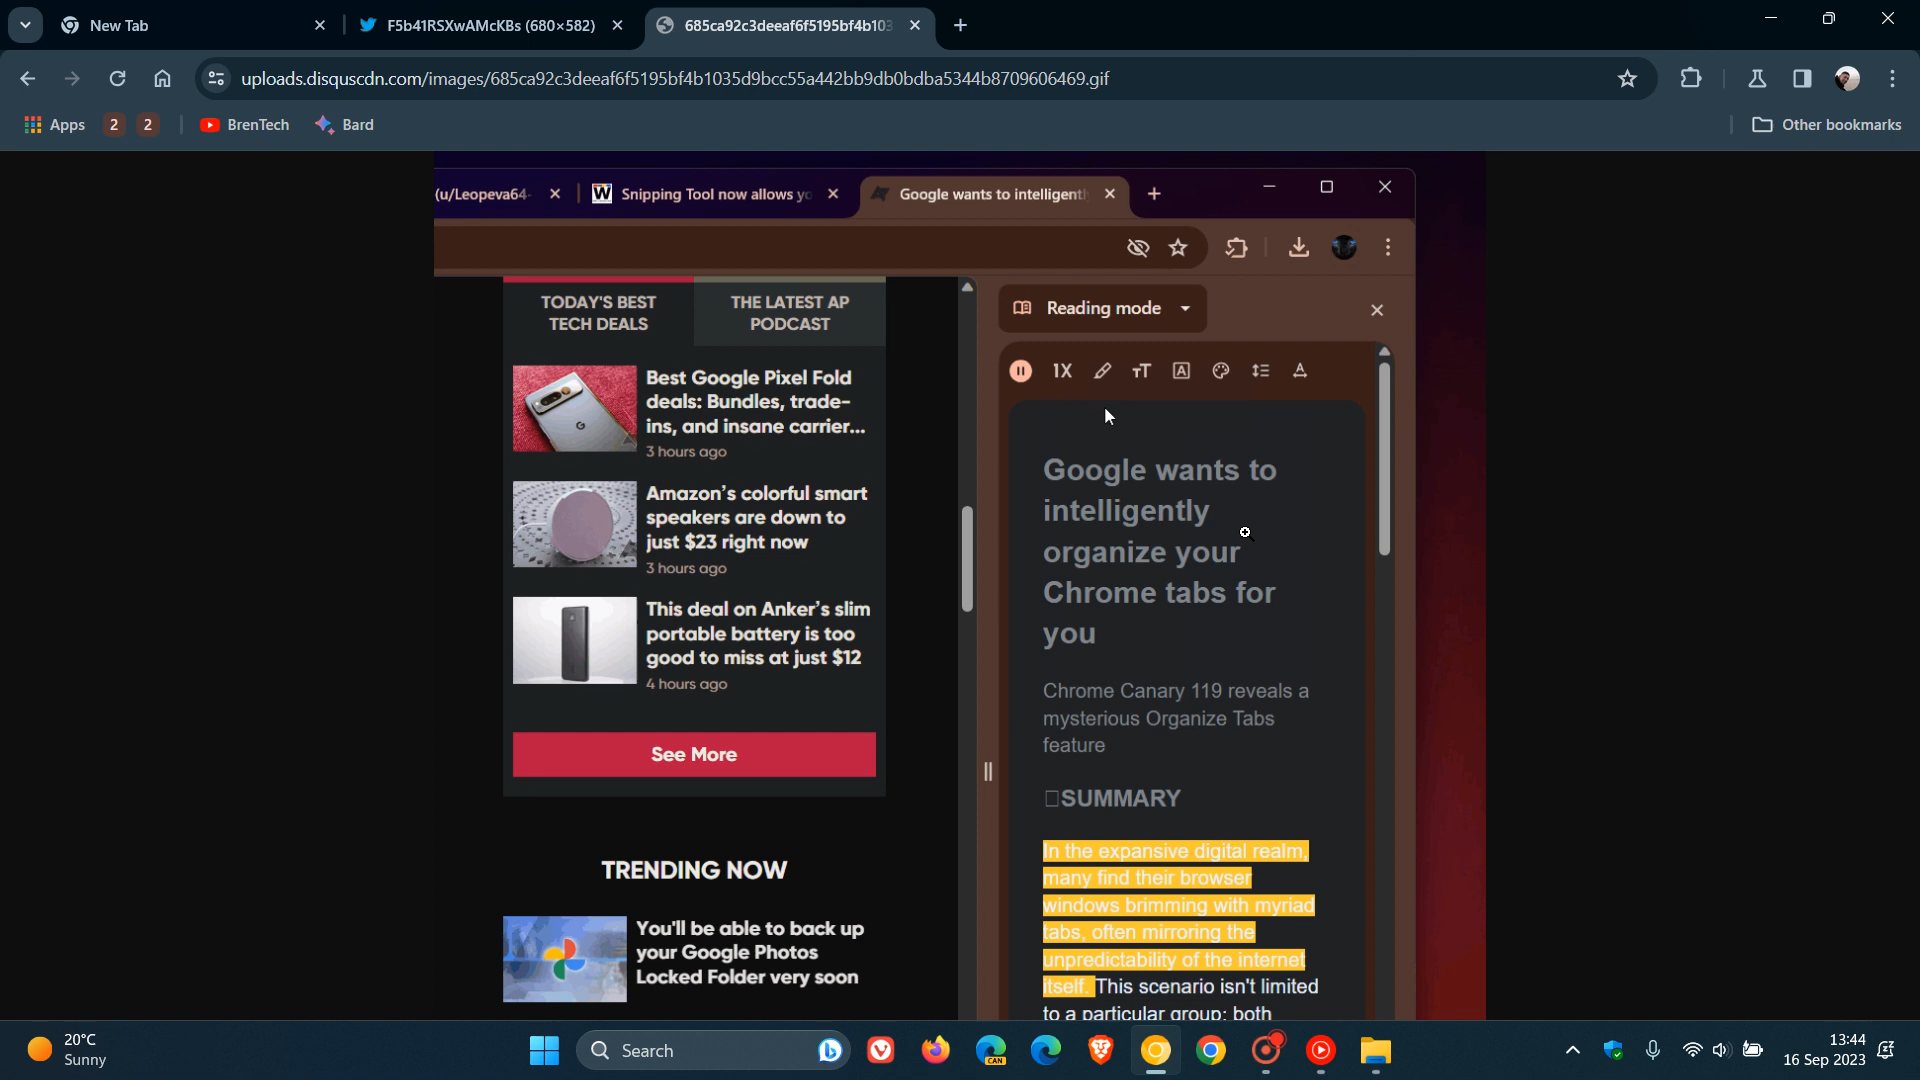 New Tab
F5b41RSXwAMcKBs (680×582)
685ca92c3deeaf6f5195bf4b103
uploads.disquscdn.com/images/685ca92c3deeaf6f5195bf4b1035d9bcc55a442bb9db0bdba5344b8709606469.gif
Apps
2
2
BrenTech
Bard
Other bookmarks
(u/Leopeva64-
Snipping Tool now allows yo
Google wants to intelligentl
Reading mode
1X
TODAY'S BEST
TECH DEALS
THE LATEST AP
PODCAST
Best Google Pixel Fold
deals: Bundles, trade-
ins, and insane carrier...
3 hours ago
Amazon's colorful smart
speakers are down to
just $23 right now
3 hours ago
This deal on Anker's slim
portable battery is too
good to miss at just $12
4 hours ago
See More
TRENDING NOW
You'll be able to back up
your Google Photos
Locked Folder very soon
Google wants to
intelligently
organize your
Chrome tabs for
you
Chrome Canary 119 reveals a
mysterious Organize Tabs
feature
SUMMARY
In the expansive digital realm,
many find their browser
windows brimming with myriad
tabs, often mirroring the
unpredictability of the internet
itself. This scenario isn't limited
to a particular group; both
20°C
Sunny
Search
CAN
13:44
16 Sep 2023